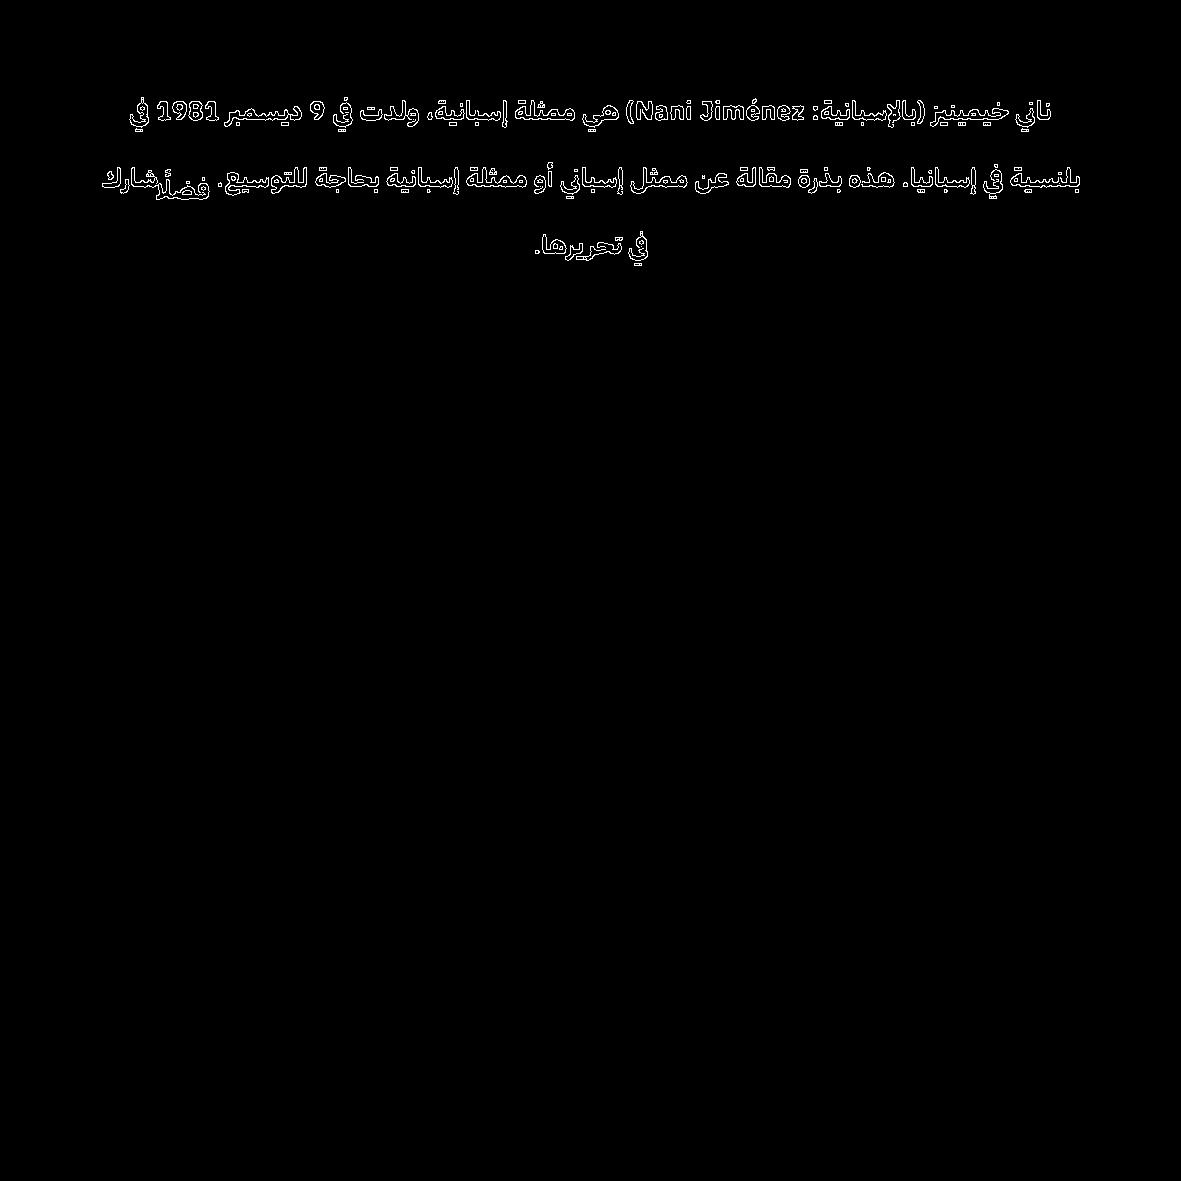 ناني خيمينيز (بالإسبانية: Nani Jiménez) هي ممثلة إسبانية، ولدت في 9 ديسمبر 1981 في
بلنسية في إسبانيا. هذه بذرة مقالة عن ممثل إسباني أو ممثلة إسبانية بحاجة للتوسيع. فضلًا شارك
في تحريرها.